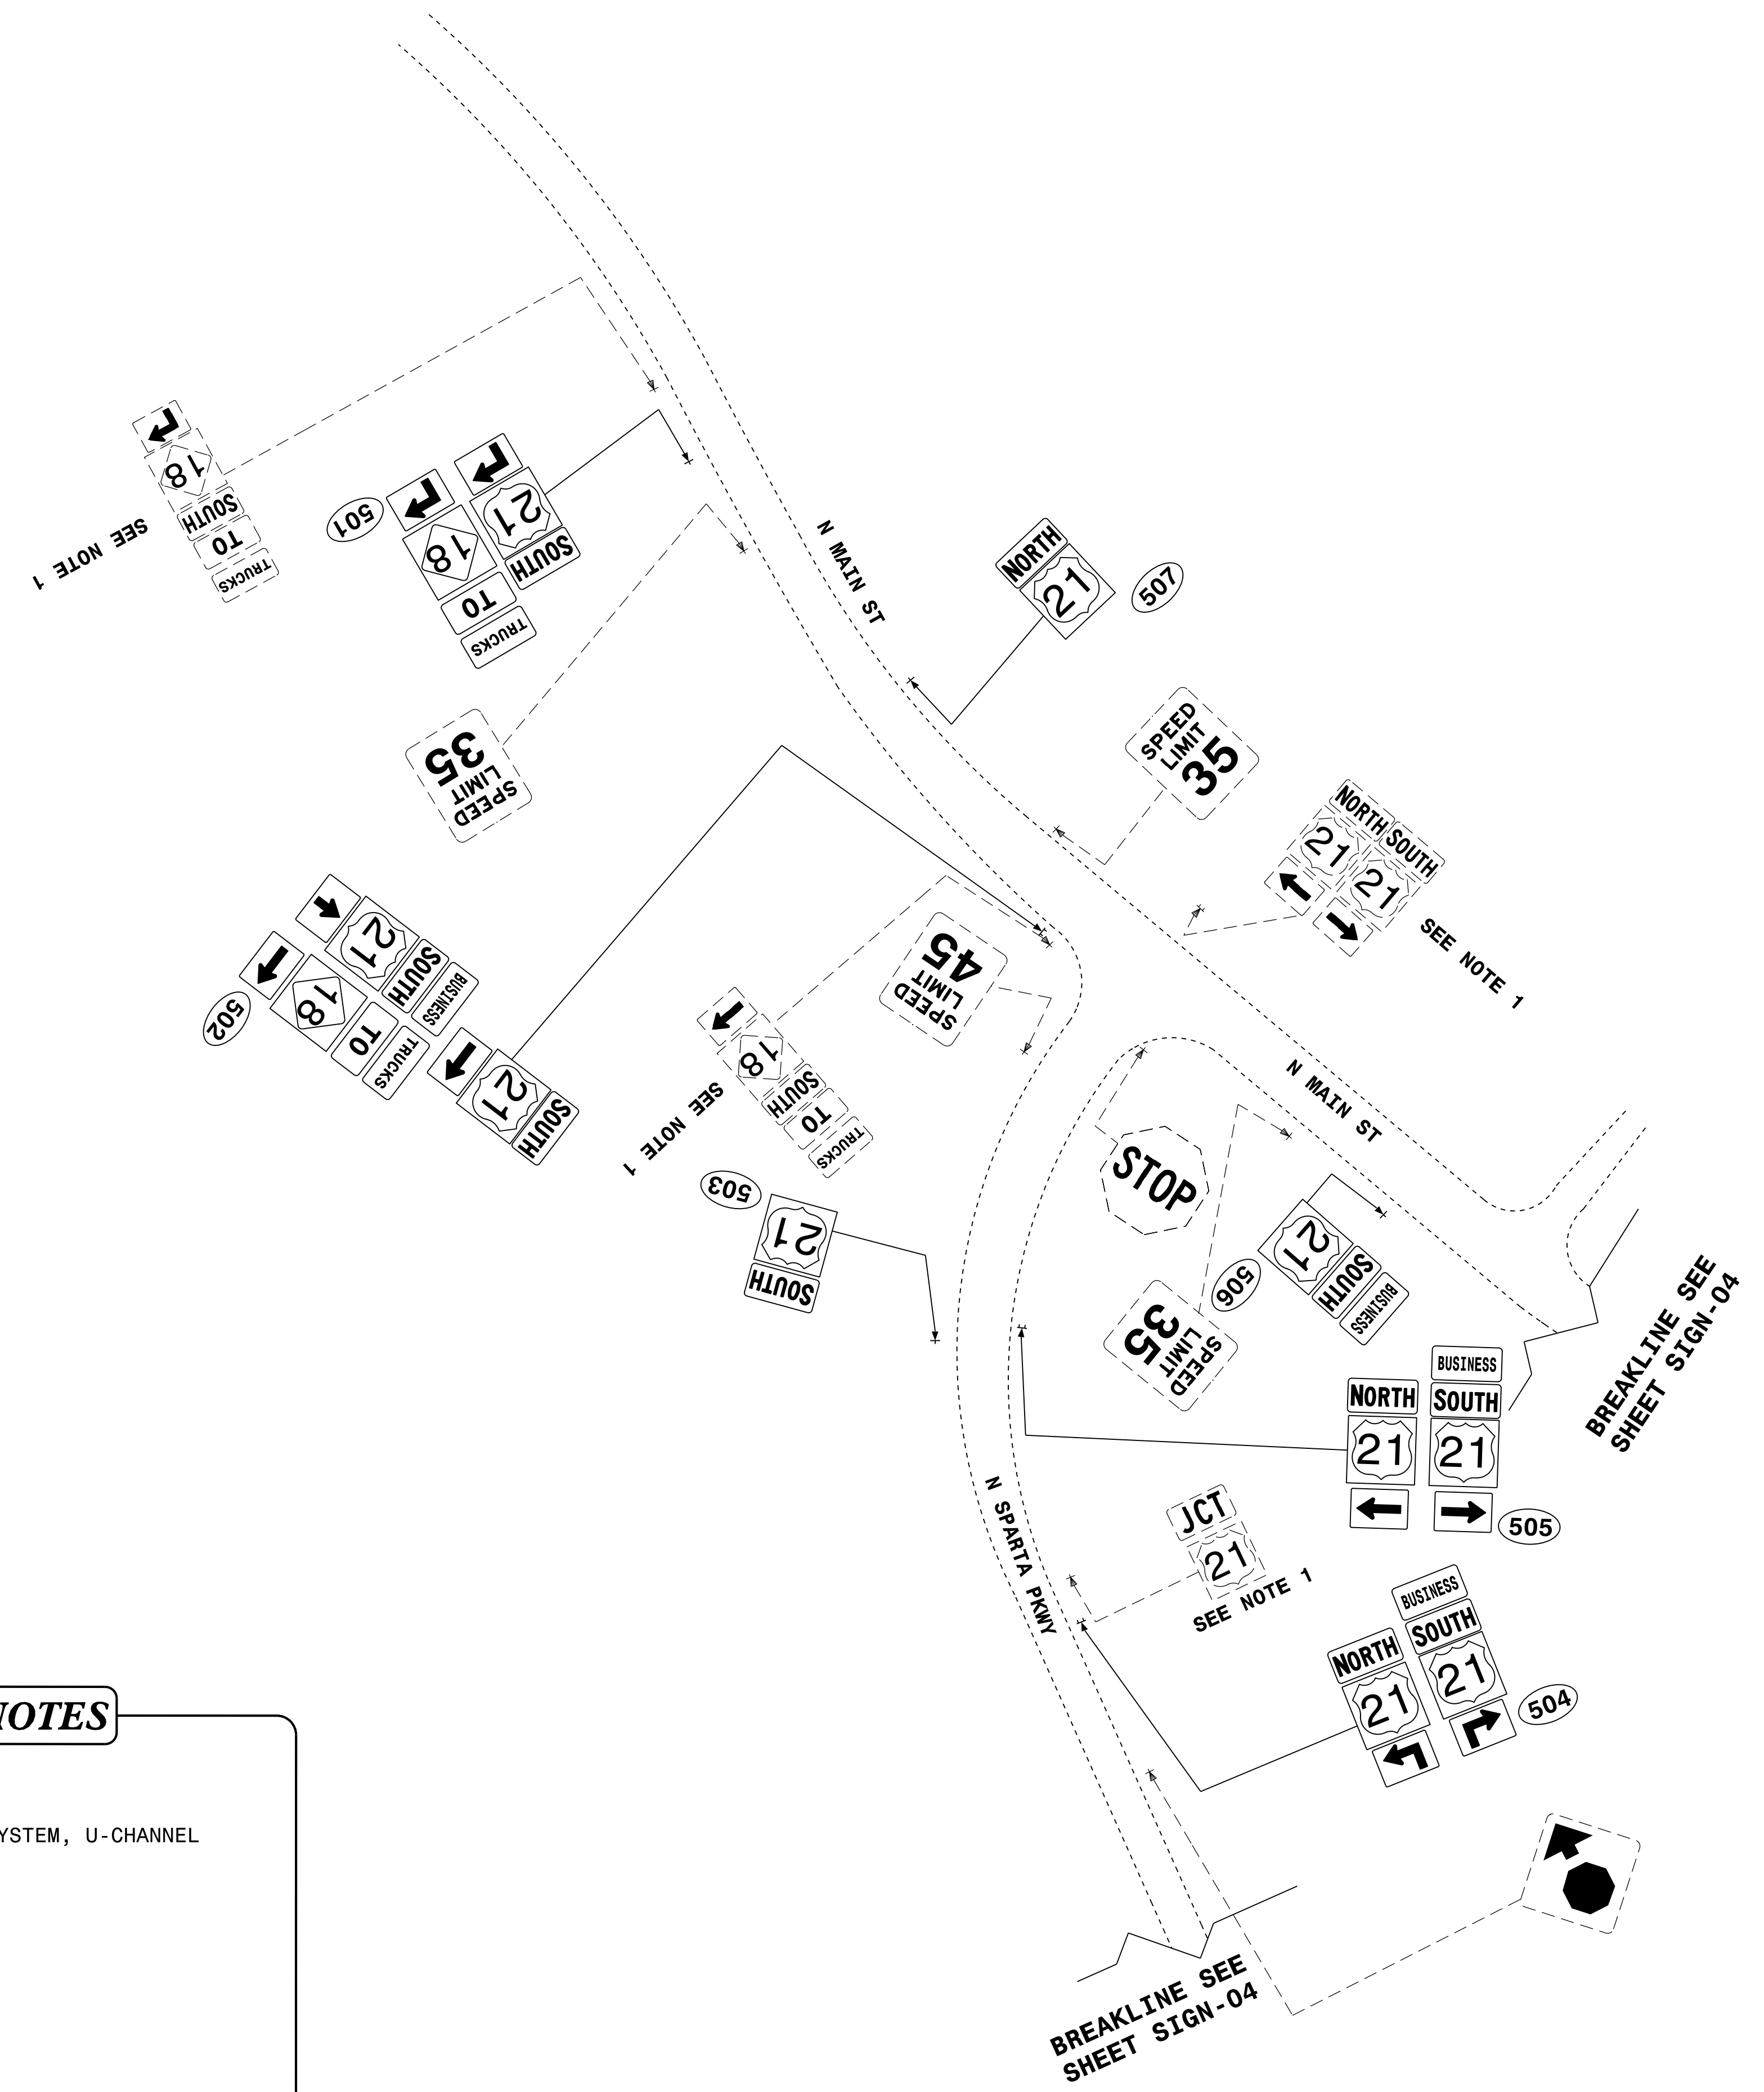 18
SOUTH
TO
TRUCKS
SEE NOTE 1
501
21
SOUTH
18
TO
TRUCKS
N MAIN ST
NORTH
21
507
SPEED
LIMIT
35
SPEED
LIMIT
35
NORTH
21
SOUTH
21
SEE NOTE 1
502
BUSINESS
SOUTH
21
TRUCKS
TO
18
SOUTH
21
SPEED
LIMIT
45
TRUCKS
TO
SOUTH
18
SEE NOTE 1
503
SOUTH
21
N MAIN ST
STOP
506
BUSINESS
SOUTH
21
SPEED
LIMIT
35
BREAKLINE SEE
SHEET SIGN-04
NORTH
21
BUSINESS
SOUTH
21
505
N SPARTA PKWY
JCT
21
SEE NOTE 1
NORTH
21
BUSINESS
SOUTH
21
504
BREAKLINE SEE
SHEET SIGN-04
OTES
YSTEM, U-CHANNEL